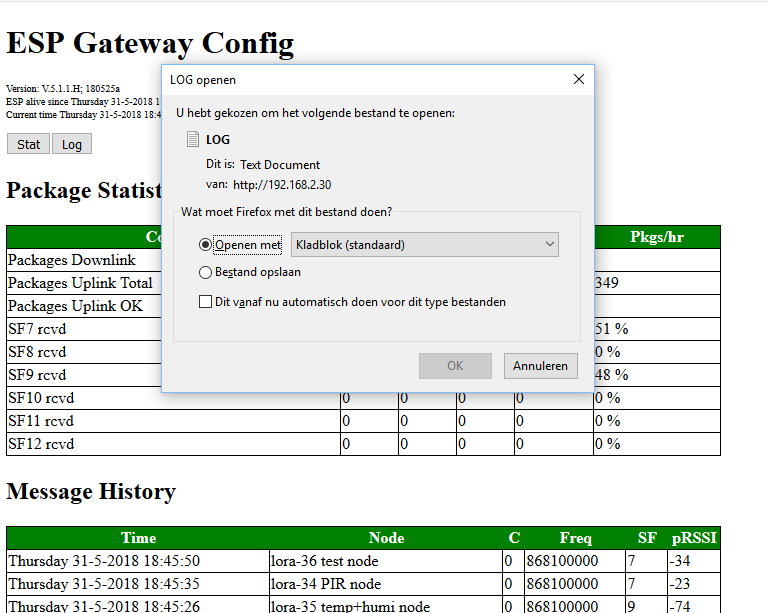 ESP Gateway Config
Version: V.5.1.1.H; 180525a
ESP alive since Thursday 31-5-2018
Current time Thursday 31-5-2018
Stat Log
Package
LOG openen
U hebt gekozen om het volgende bestand te openen:
LOG
Dit is: Text Document
van: http://192.168.2.30
Wat moet Firefox met dit bestand doen?
Openen met Kladblok (standaard)
Bestand opslaan
Dit vanaf nu automatisch doen voor dit type bestanden
OK Annuleren
Pkgs/hr
Packages Downlink
Packages Uplink Total 349
Packages Uplink OK
SF7 rcvd 51 %
SF8 rcvd 0 %
SF9 rcvd 48 %
SF10 rcvd 0 0 0 0 0 %
SF11 rcvd 0 0 0 0 0 %
SF12 rcvd 0 0 0 0 0 %
Message History
Time Node C Freq SF pRSSI
Thursday 31-5-2018 18:45:50 lora-36 test node 0 868100000 7 -34
Thursday 31-5-2018 18:45:35 lora-34 PIR node 0 868100000 7 -23
Thursday 31-5-2018 18:45:26 lora-35 temp+humi node 0 868100000 9 -74